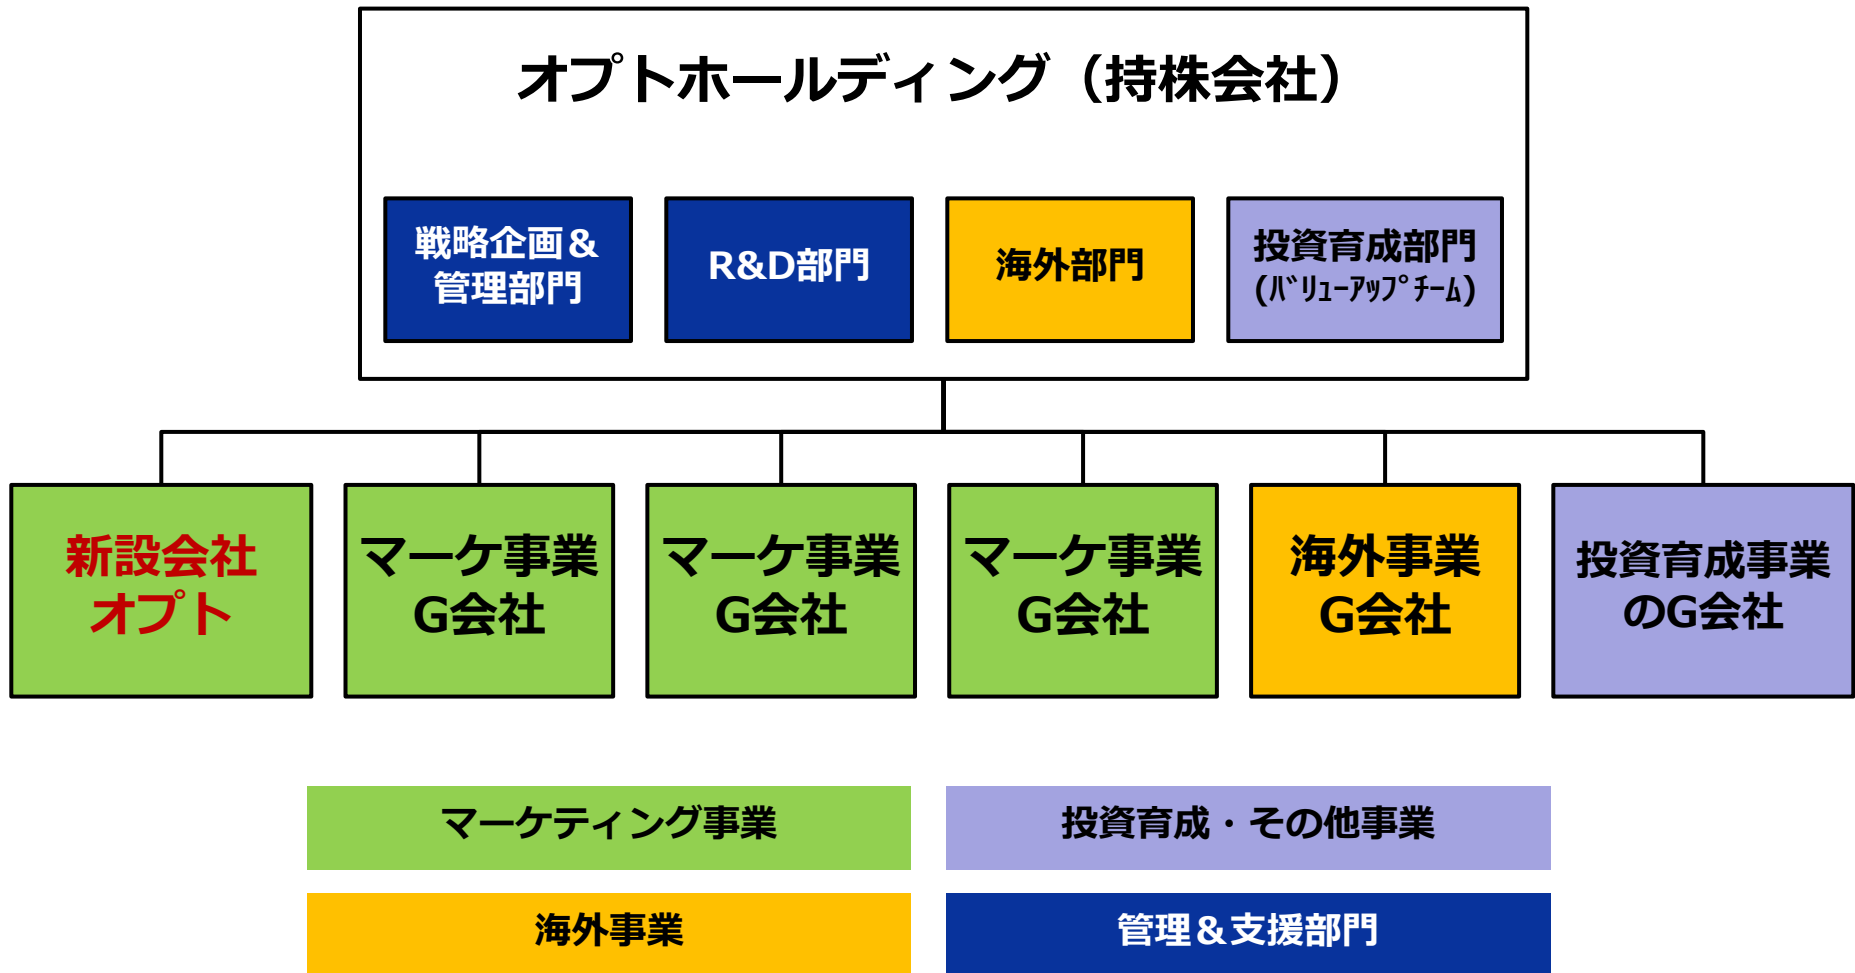 オプトホールディング（持株会社）
戦略企画＆
管理部門
R&D部門
海外部門
投資育成部門
(ﾊﾞﾘｭｰｱｯﾌﾟﾁｰﾑ)
新設会社
オプト
マーケ事業
G会社
マーケ事業
G会社
マーケ事業
G会社
海外事業
G会社
投資育成事業
のG会社
マーケティング事業
投資育成・その他事業
海外事業
管理＆支援部門